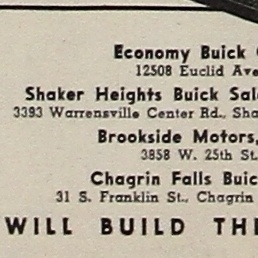 Economy Buick
12508 Euclid Ave
Shaker Heights Buick Sal
3393 Warrensville Center Rd., Sha
Brookside Motors,
3858 W. 25th St.
Chagrin Falls Buic
31 S. Franklin St., Chagrin
WILL BUILD THE